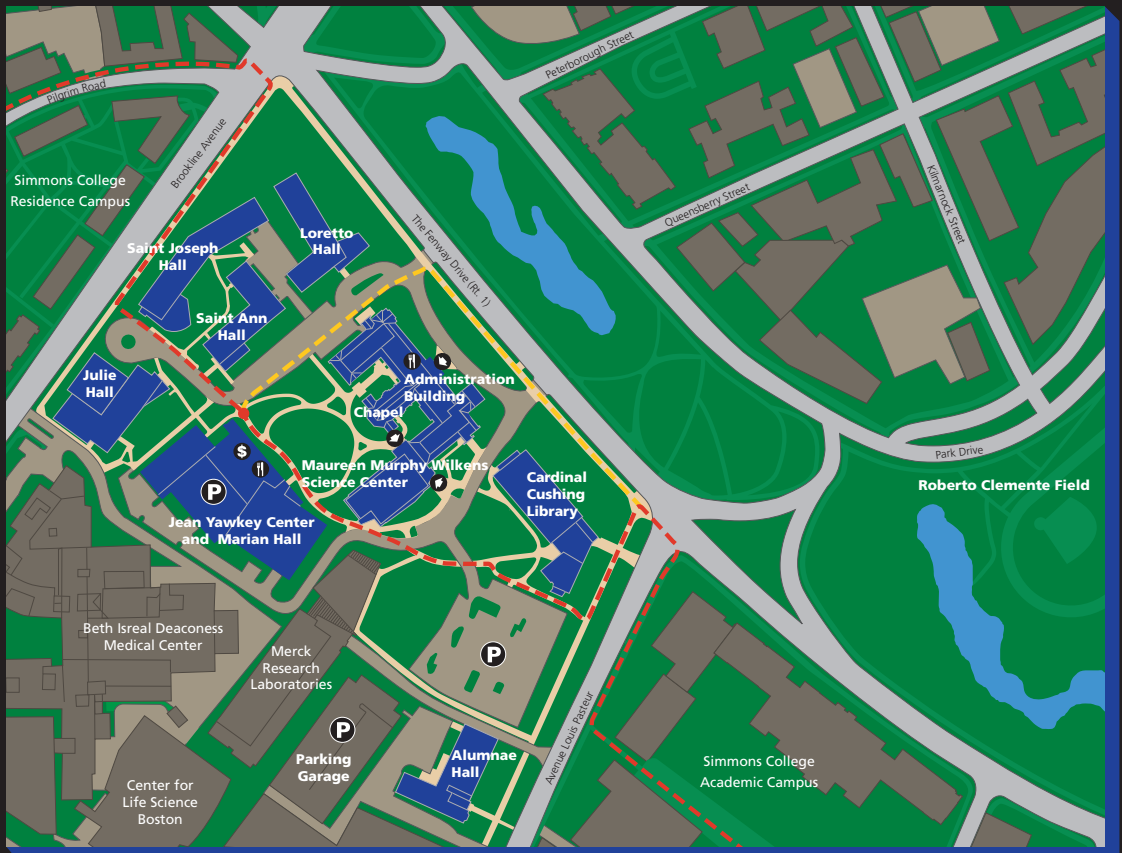 Peterborough Street
Pilgrim Road
Brookline Avenue
Simmons College
Residence Campus
Queensberry Street
Kilmarnock Street
The Fenway Drive (Rt. 1)
Loretto
Hall
Saint Joseph
Hall
Saint Ann
Hall
Julie
Hall
Administration
Building
Chapel
Maureen Murphy Wilkens
Science Center
Cardinal
Cushing
Library
Park Drive
Roberto Clemente Field
$
P
Jean Yawkey Center
and Marian Hall
Beth Isreal Deaconess
Medical Center
Merck
Research
Laboratories
P
P
Parking
Garage
Avenue Louis Pasteur
Alumnae
Hall
Simmons College
Academic Campus
Center for
Life Science
Boston